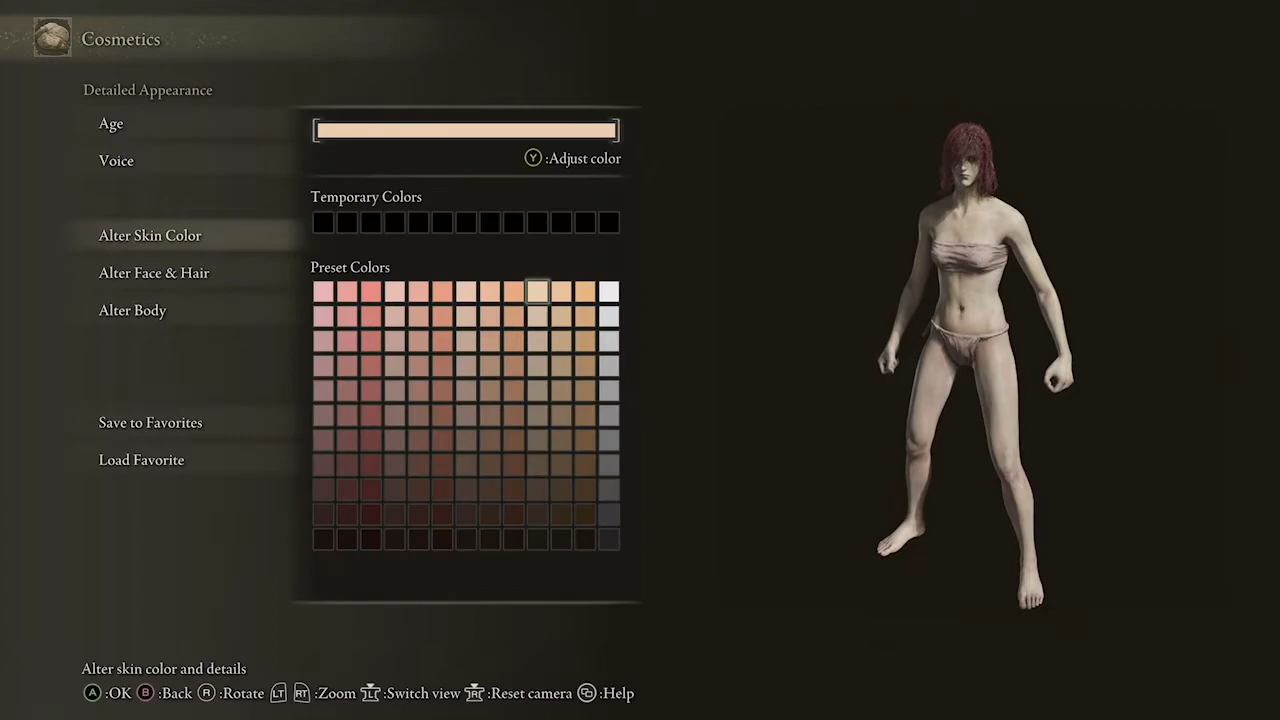 Cosmetics
Detailed Appearance
Age
Voice
Y :Adjust color
Temporary Colors
Alter Skin Color
Preset Colors
Alter Face & Hair
Alter Body
Save to Favorites
Load Favorite
Alter skin color and details
A :OK B :Back R :Rotate LT RT :Zoom L :Switch view R :Reset camera :Help